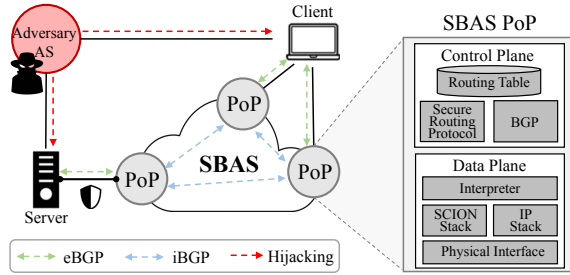 Adversary
AS
Client
PoP
SBAS
PoP
PoP
Server
eBGP
iBGP
Hijacking
SBAS PoP
Control Plane
Routing Table
Secure
Routing
Protocol
BGP
Data Plane
Interpreter
SCION
Stack
IP
Stack
Physical Interface